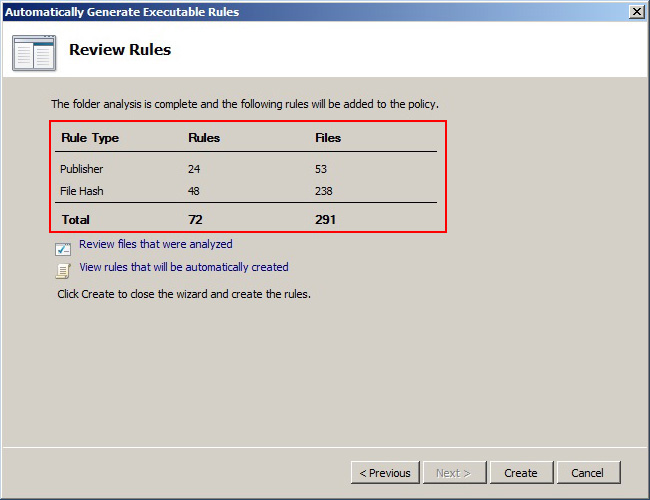 Automatically Generate Executable Rules
Review Rules
The folder analysis is complete and the following rules will be added to the policy.
Rule Type Rules Files
Publisher 24 53
File Hash 48 238
Total 72 291
Review files that were analyzed
View rules that will be automatically created
Click Create to close the wizard and create the rules.
< Previous Next > Create Cancel